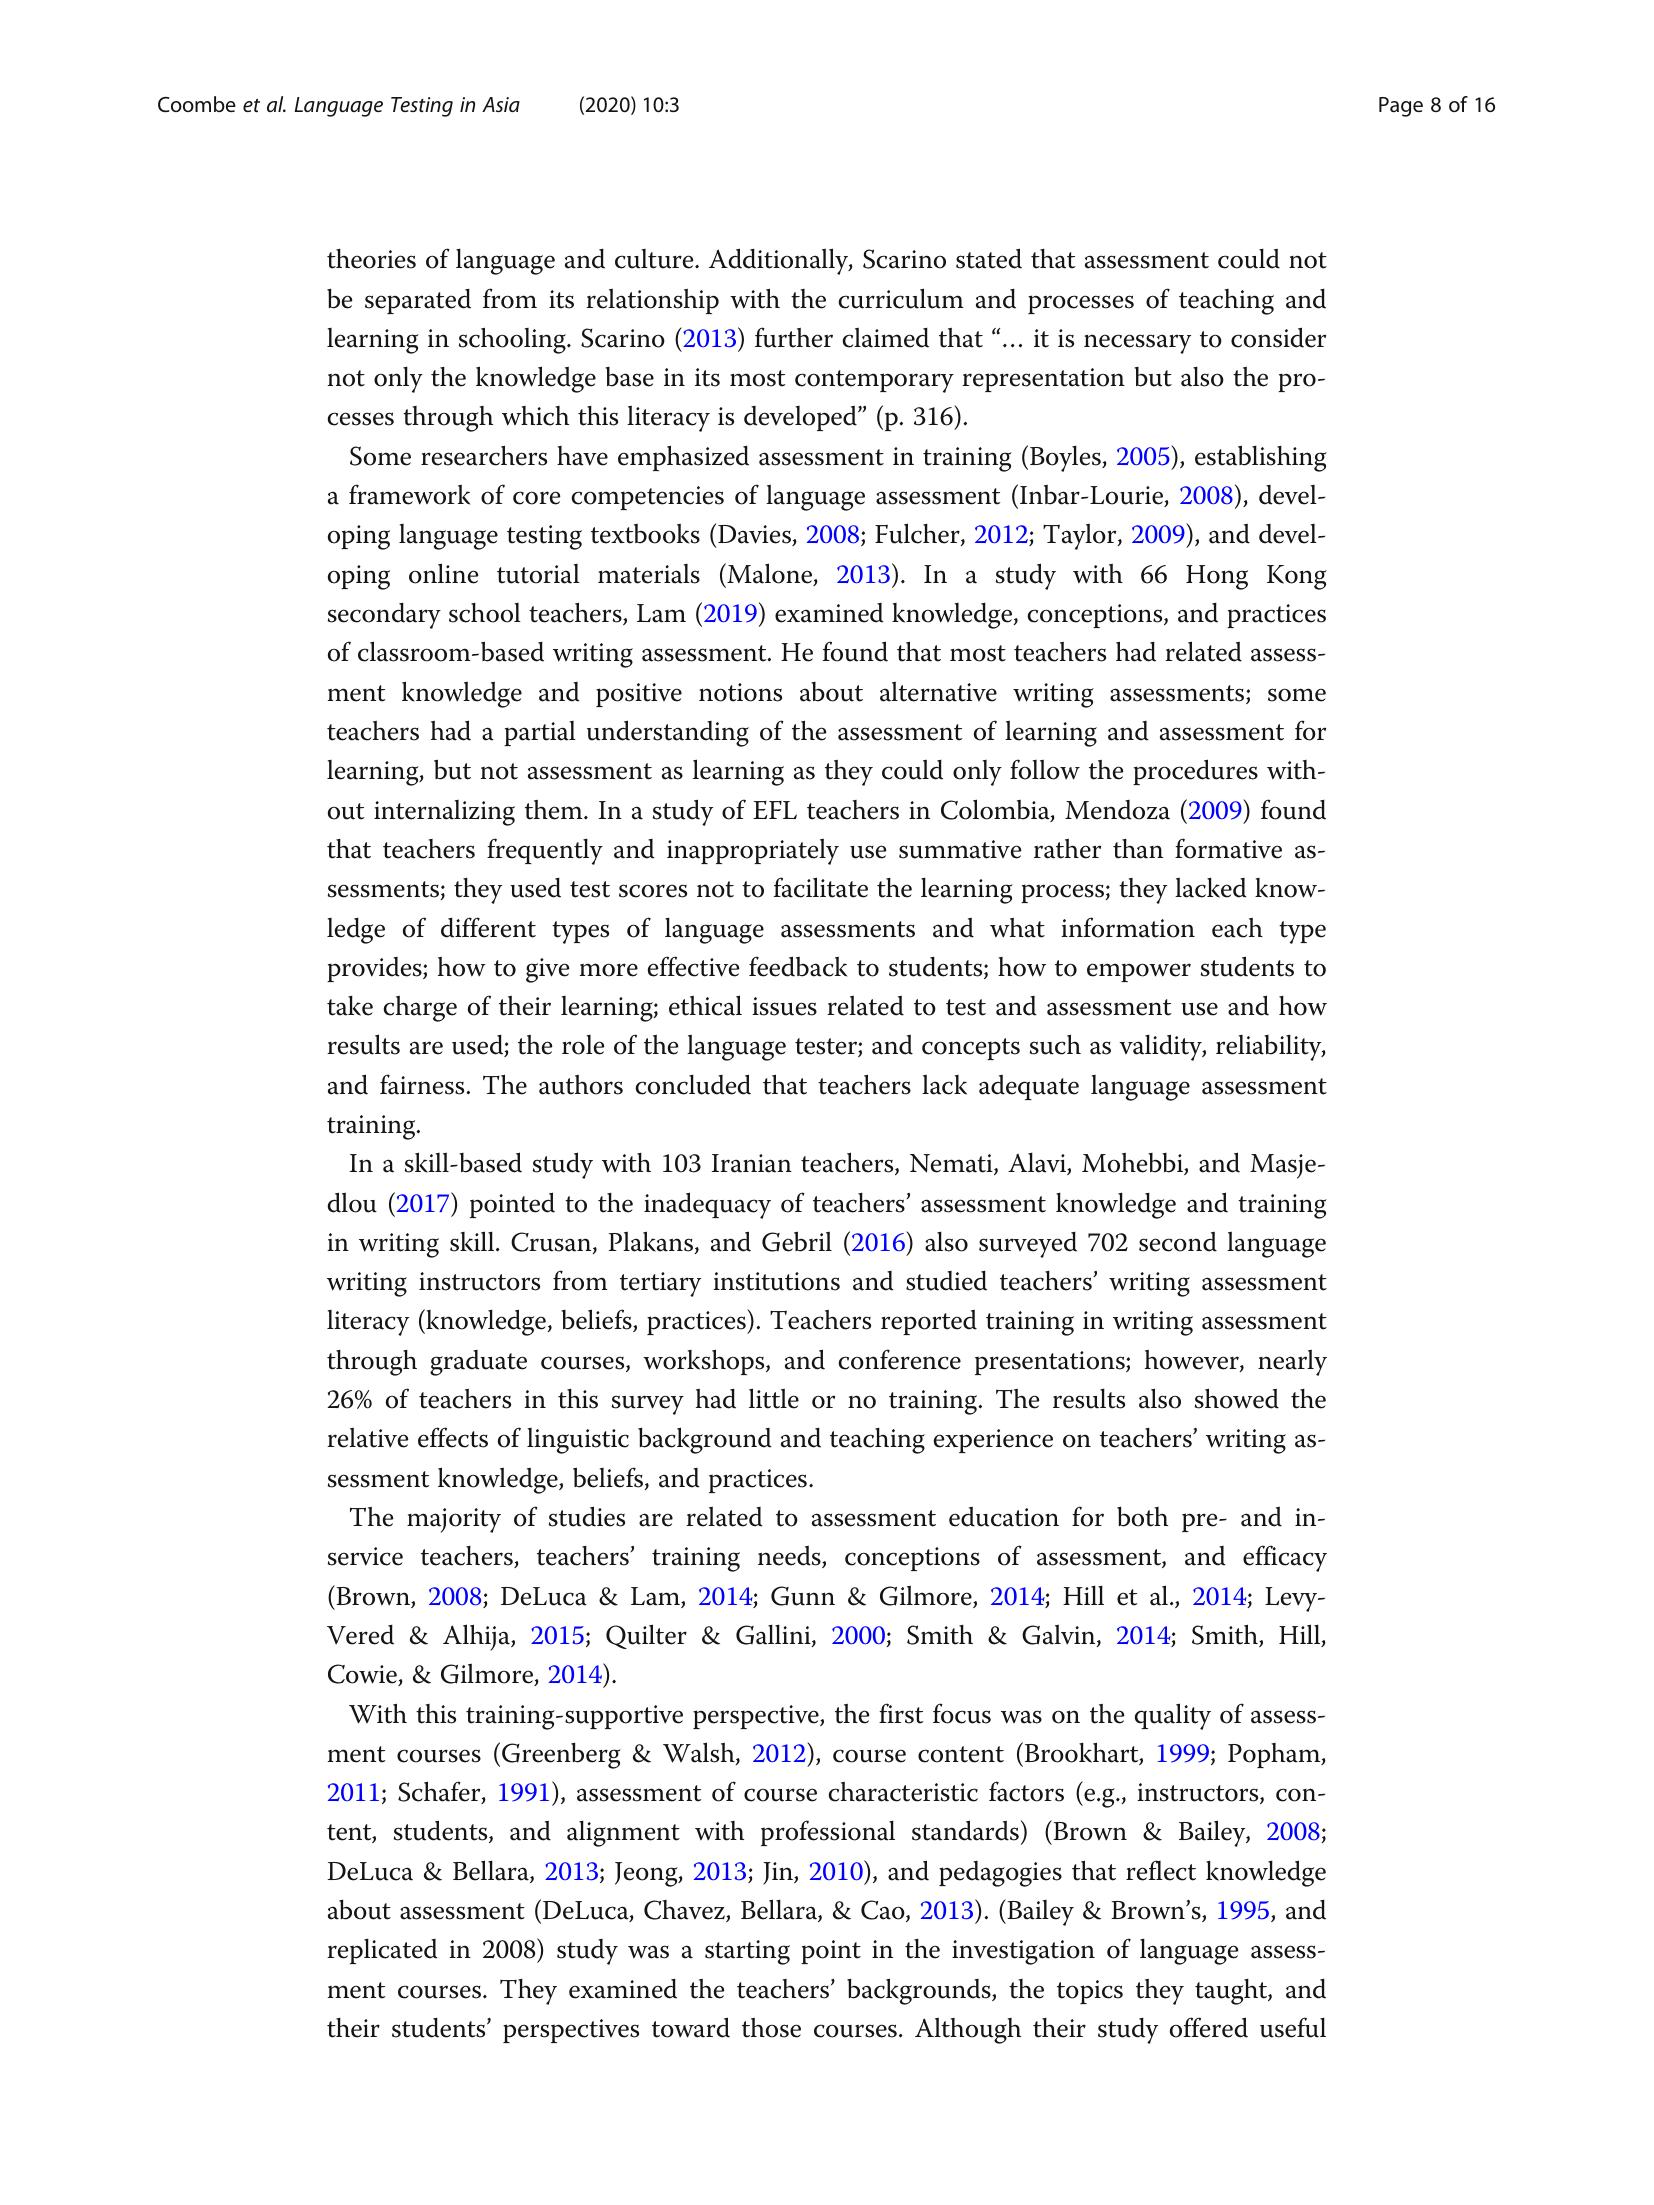 Coombe et al. Language Testing in Asia (2020) 10:3 Page 8 of 16
theories of language and culture. Additionally, Scarino stated that assessment could not
be separated from its relationship with the curriculum and processes of teaching and
learning in schooling. Scarino (2013) further claimed that “… it is necessary to consider
not only the knowledge base in its most contemporary representation but also the pro-
cesses through which this literacy is developed” (p. 316).
Some researchers have emphasized assessment in training (Boyles, 2005), establishing
a framework of core competencies of language assessment (Inbar-Lourie, 2008), devel-
oping language testing textbooks (Davies, 2008; Fulcher, 2012; Taylor, 2009), and devel-
oping online tutorial materials (Malone, 2013). In a study with 66 Hong Kong
secondary school teachers, Lam (2019) examined knowledge, conceptions, and practices
of classroom-based writing assessment. He found that most teachers had related assess-
ment knowledge and positive notions about alternative writing assessments; some
teachers had a partial understanding of the assessment of learning and assessment for
learning, but not assessment as learning as they could only follow the procedures with-
out internalizing them. In a study of EFL teachers in Colombia, Mendoza (2009) found
that teachers frequently and inappropriately use summative rather than formative as-
sessments; they used test scores not to facilitate the learning process; they lacked know-
ledge of different types of language assessments and what information each type
provides; how to give more effective feedback to students; how to empower students to
take charge of their learning; ethical issues related to test and assessment use and how
results are used; the role of the language tester; and concepts such as validity, reliability,
and fairness. The authors concluded that teachers lack adequate language assessment
training.
In a skill-based study with 103 Iranian teachers, Nemati, Alavi, Mohebbi, and Masje-
dlou (2017) pointed to the inadequacy of teachers’ assessment knowledge and training
in writing skill. Crusan, Plakans, and Gebril (2016) also surveyed 702 second language
writing instructors from tertiary institutions and studied teachers’ writing assessment
literacy (knowledge, beliefs, practices). Teachers reported training in writing assessment
through graduate courses, workshops, and conference presentations; however, nearly
26% of teachers in this survey had little or no training. The results also showed the
relative effects of linguistic background and teaching experience on teachers’ writing as-
sessment knowledge, beliefs, and practices.
The majority of studies are related to assessment education for both pre- and in-
service teachers, teachers’ training needs, conceptions of assessment, and efficacy
(Brown, 2008; DeLuca & Lam, 2014; Gunn & Gilmore, 2014; Hill et al., 2014; Levy-
Vered & Alhija, 2015; Quilter & Gallini, 2000; Smith & Galvin, 2014; Smith, Hill,
Cowie, & Gilmore, 2014).
With this training-supportive perspective, the first focus was on the quality of assess-
ment courses (Greenberg & Walsh, 2012), course content (Brookhart, 1999; Popham,
2011; Schafer, 1991), assessment of course characteristic factors (e.g., instructors, con-
tent, students, and alignment with professional standards) (Brown & Bailey, 2008;
DeLuca & Bellara, 2013; Jeong, 2013; Jin, 2010), and pedagogies that reflect knowledge
about assessment (DeLuca, Chavez, Bellara, & Cao, 2013). (Bailey & Brown’s, 1995, and
replicated in 2008) study was a starting point in the investigation of language assess-
ment courses. They examined the teachers’ backgrounds, the topics they taught, and
their students’ perspectives toward those courses. Although their study offered useful